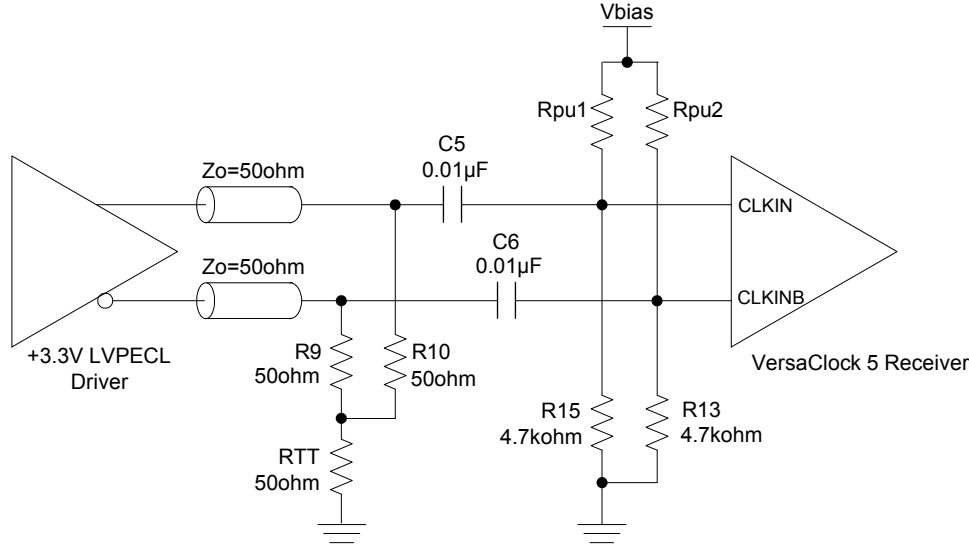 Vbias
Rpu1
Rpu2
C5
0.01µF
Zo=50ohm
CLKIN
C6
0.01µF
Zo=50ohm
CLKINB
+3.3V LVPECL
Driver
R9
50ohm
R10
50ohm
VersaClock 5 Receiver
R15
4.7kohm
R13
4.7kohm
RTT
50ohm